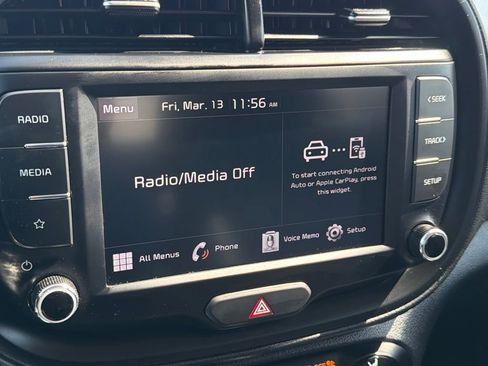 Menu
Fri, Mar. 13 11:56 AM
RADIO
MEDIA
Radio/Media Off
To start connecting Android
Auto or Apple CarPlay, press
this widget.
< SEEK
TRACK >
SETUP
All Menus
Phone
Voice Memo
Setup